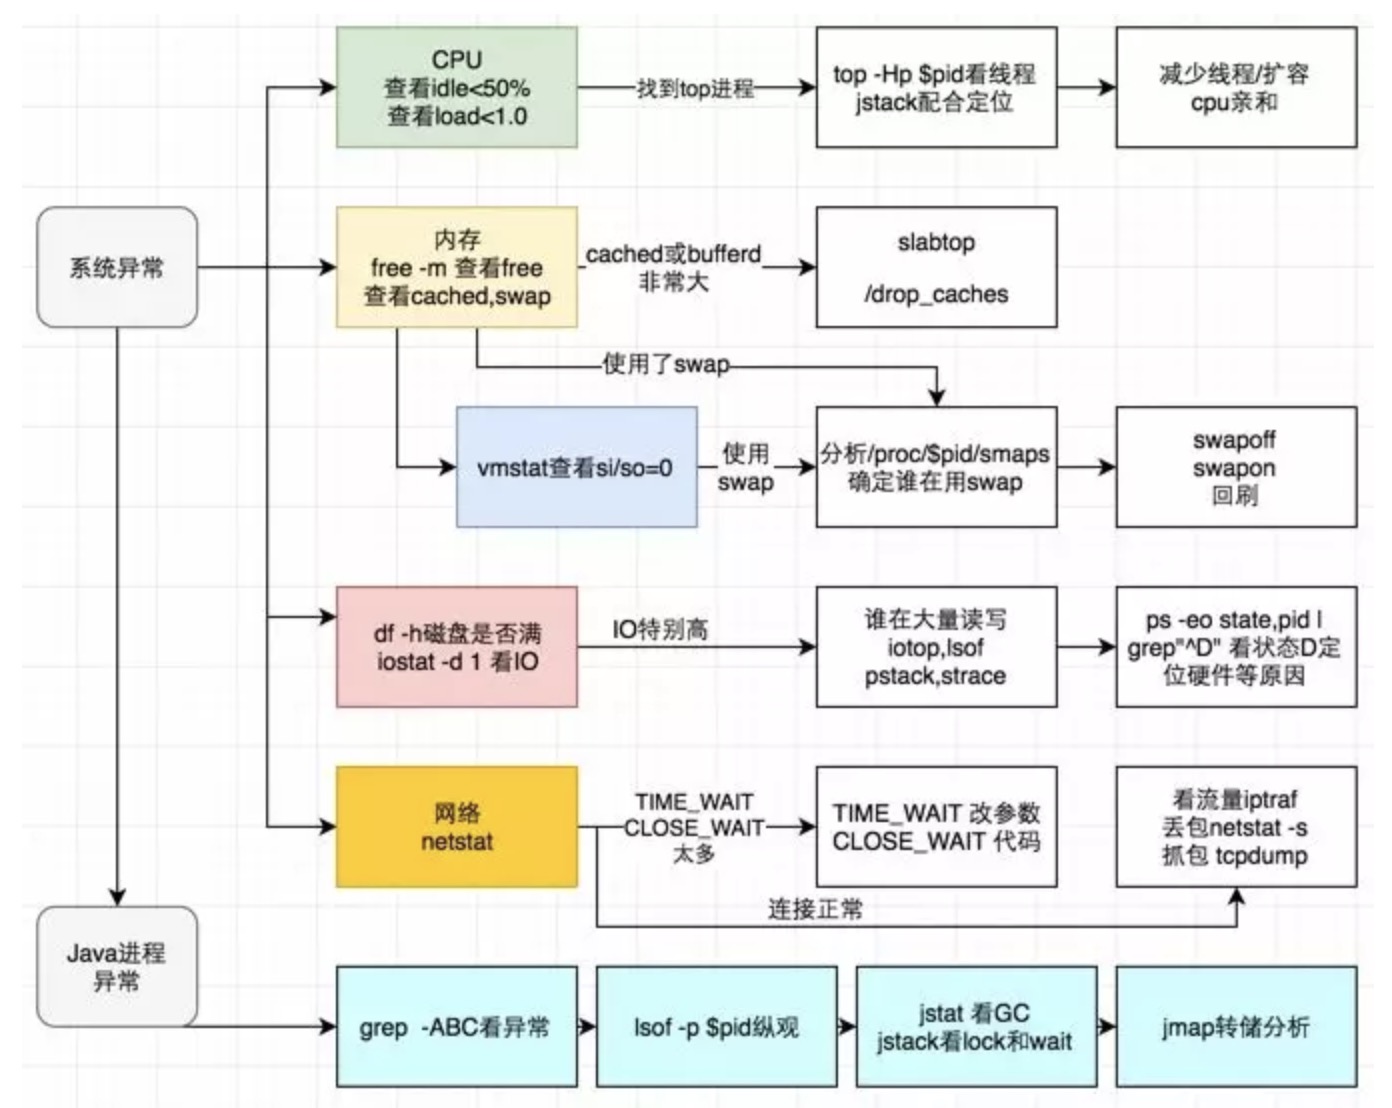 CPU
查看idle<50%
查看load<1.0
找到top进程
top -Hp $pid看线程
jstack配合定位
减少线程/扩容
cpu亲和
系统异常
内存
free -m 查看free
查看cached,swap
cached或bufferd
非常大
slabtop
/drop_caches
使用了swap
vmstat查看si/so=0
使用
swap
分析/proc/$pid/smaps
确定谁在用swap
swapoff
swapon
回刷
df -h磁盘是否满
iostat -d 1 看IO
IO特别高
谁在大量读写
iotop,lsof
pstack,strace
ps -eo state,pid |
grep"^D" 看状态D定
位硬件等原因
网络
netstat
TIME_WAIT
CLOSE_WAIT
太多
TIME_WAIT 改参数
CLOSE_WAIT 代码
看流量iptraf
丢包netstat -s
抓包 tcpdump
连接正常
Java进程
异常
grep -ABC看异常
lsof -p $pid纵观
jstat 看GC
jstack看lock和wait
jmap转储分析